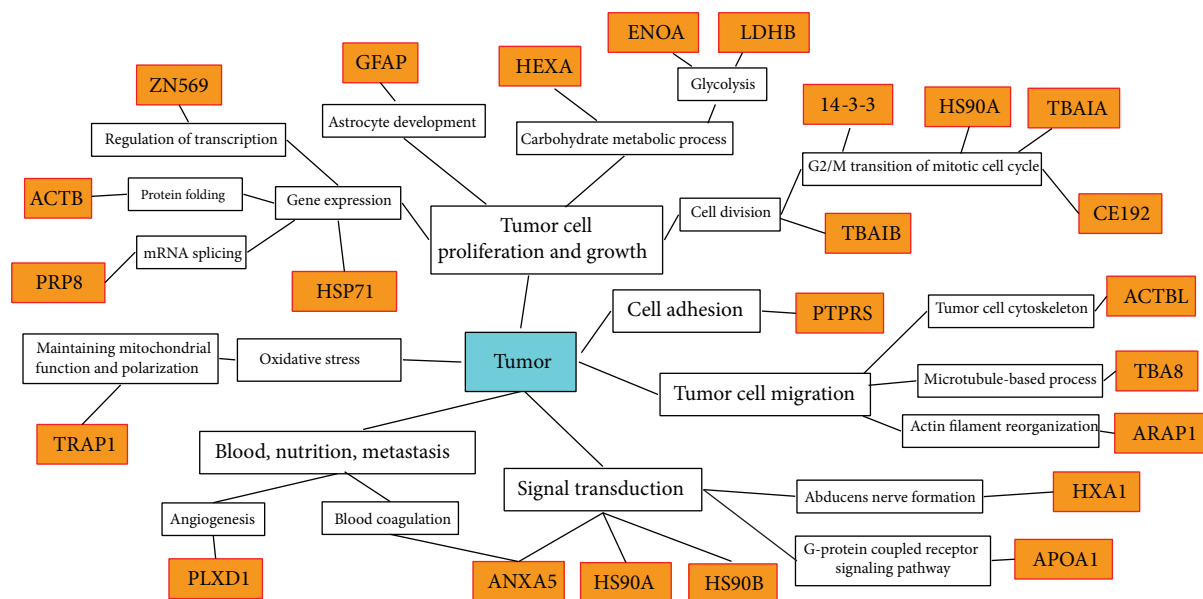 ENOA
LDHB
GFAP
HEXA
ZN569
Glycolysis
14-3-3
HS90A
TBAIA
Astrocyte development
Regulation of transcription
Carbohydrate metabolic process
G2/M transition of mitotic cell cycle
ACTB
Protein folding
Gene expression
Cell division
CE192
Tumor cell
proliferation and growth
TBAIB
mRNA splicing
PRP8
HSP71
ACTBL
Cell adhesion
PTPRS
Tumor cell cytoskeleton
Maintaining mitochondrial
function and polarization
Oxidative stress
Tumor
TBA8
Microtubule-based process
Tumor cell migration
TRAP1
Actin filament reorganization
ARAP1
Blood, nutrition, metastasis
Signal transduction
Abducens nerve formation
HXA1
Angiogenesis
Blood coagulation
G-protein coupled receptor
signaling pathway
APOA1
PLXD1
ANXA5
HS90A
HS90B